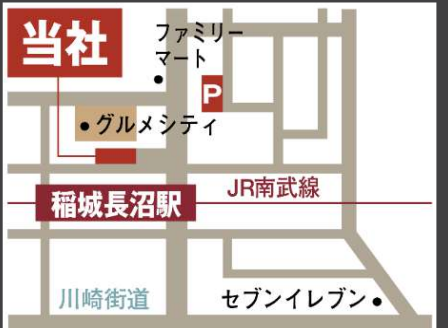 当社
ファミリー
マート
P
グルメシティ
JR南武線
稲城長沼駅
川崎街道
セブンイレブン